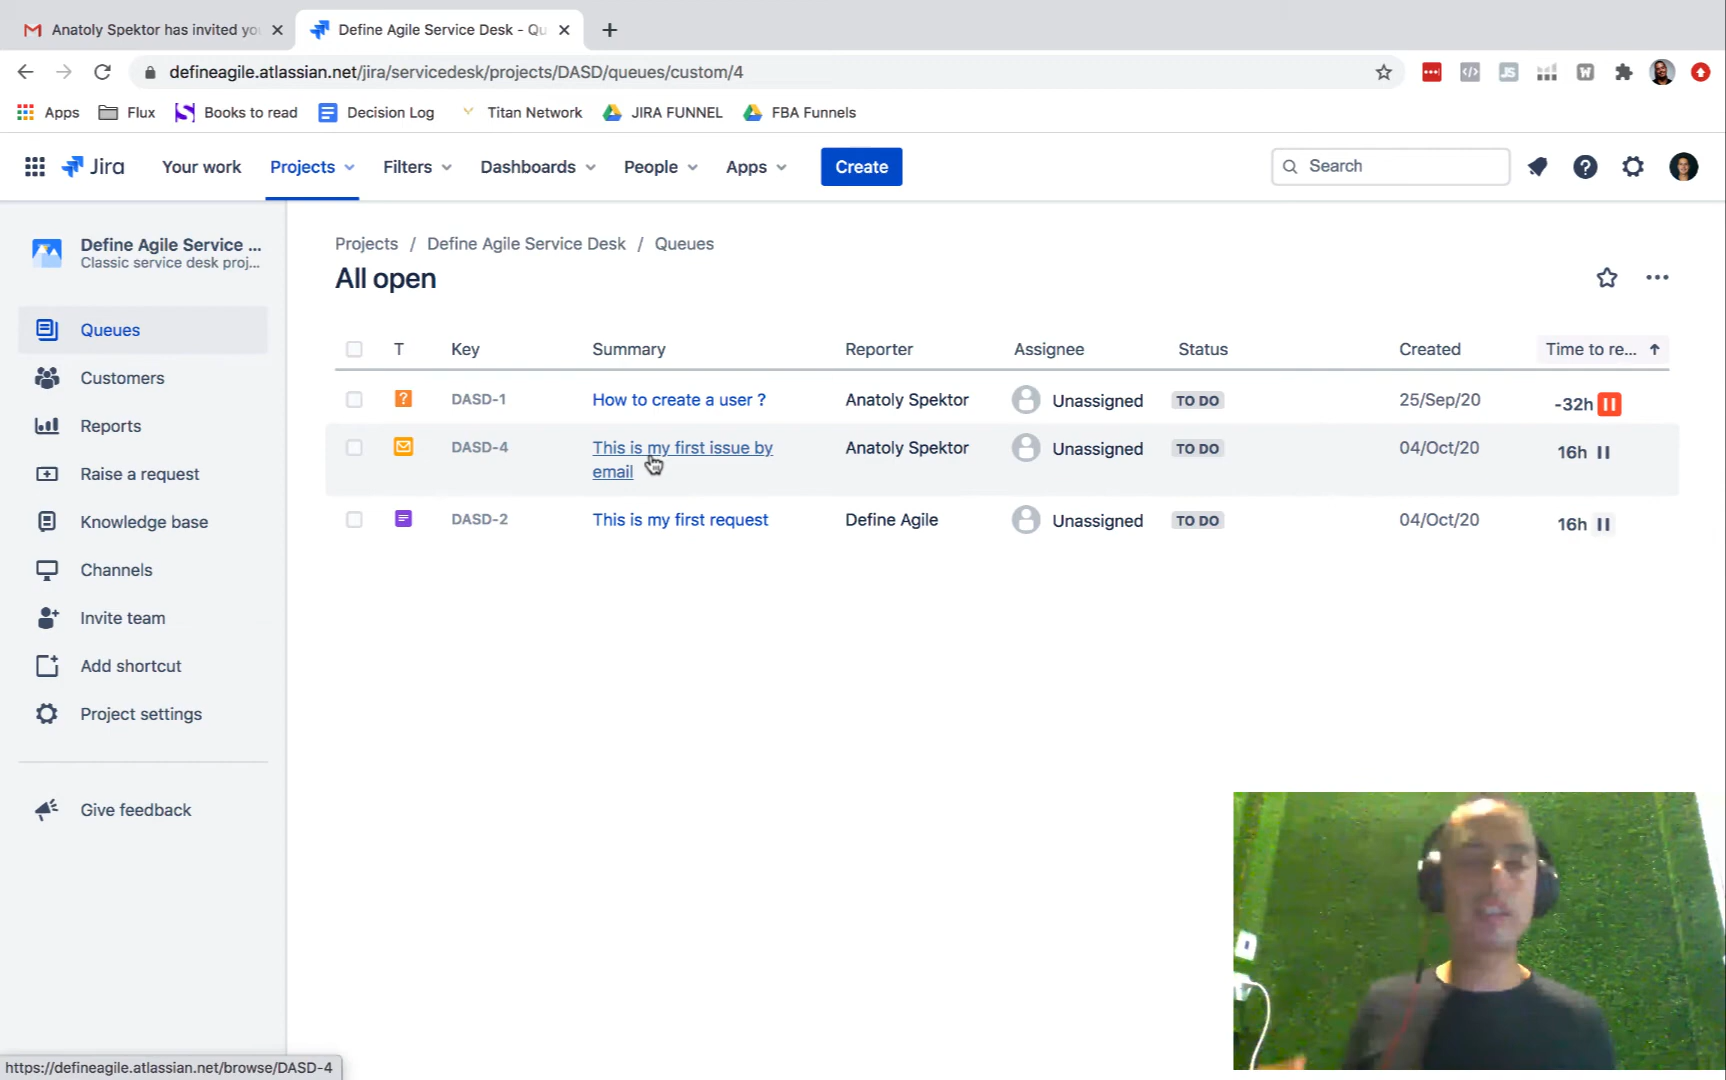 Anatoly Spektor has invited yo
Define Agile Service Desk - Qu
defineagile.atlassian.net/jira/servicedesk/projects/DASD/queues/custom/4
JS
W
Apps
Flux
Books to read
Decision Log
Titan Network
JIRA FUNNEL
FBA Funnels
Jira
Your work
Projects
Filters
Dashboards
People
Apps
Create
Search
Define Agile Service ...
Classic service desk proj...
Queues
Customers
Reports
Raise a request
Knowledge base
Channels
Invite team
Add shortcut
Project settings
Give feedback
Projects / Define Agile Service Desk / Queues
All open
T Key Summary Reporter Assignee Status Created Time to re...
DASD-1 How to create a user ? Anatoly Spektor Unassigned TO DO 25/Sep/20 -32h
DASD-4 This is my first issue by Anatoly Spektor Unassigned TO DO 04/Oct/20 16h
email
DASD-2 This is my first request Define Agile Unassigned TO DO 04/Oct/20 16h
https://defineagile.atlassian.net/browse/DASD-4